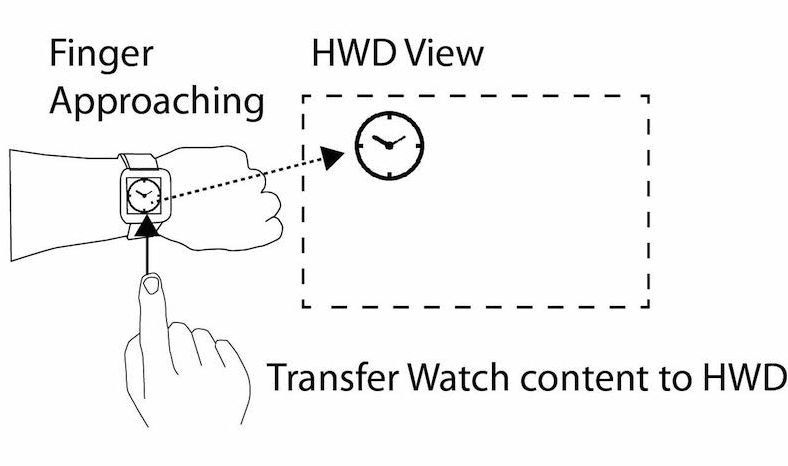 Finger
Approaching
HWD View
Transfer Watch content to HWD